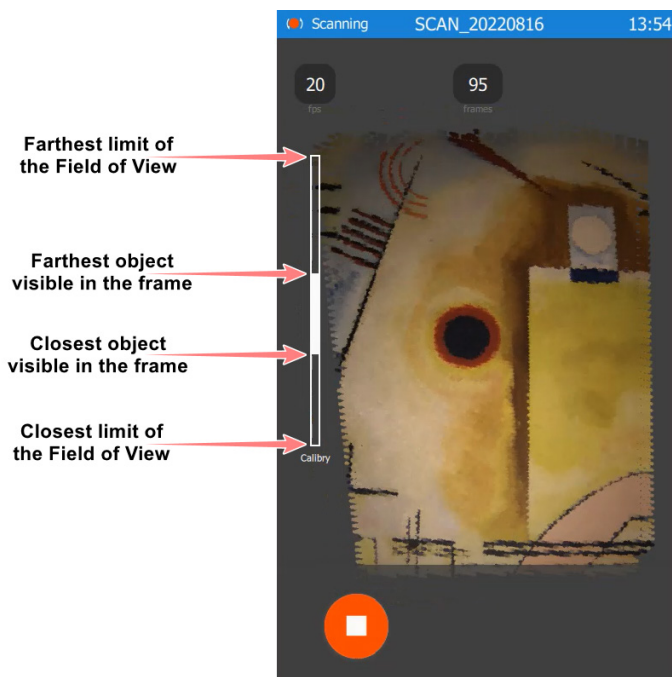 Scanning SCAN_20220816 13:54
20 95
fps frames
Farthest limit of
the Field of View
Farthest object
visible in the frame
Closest object
visible in the frame
Closest limit of
the Field of View
Calibry